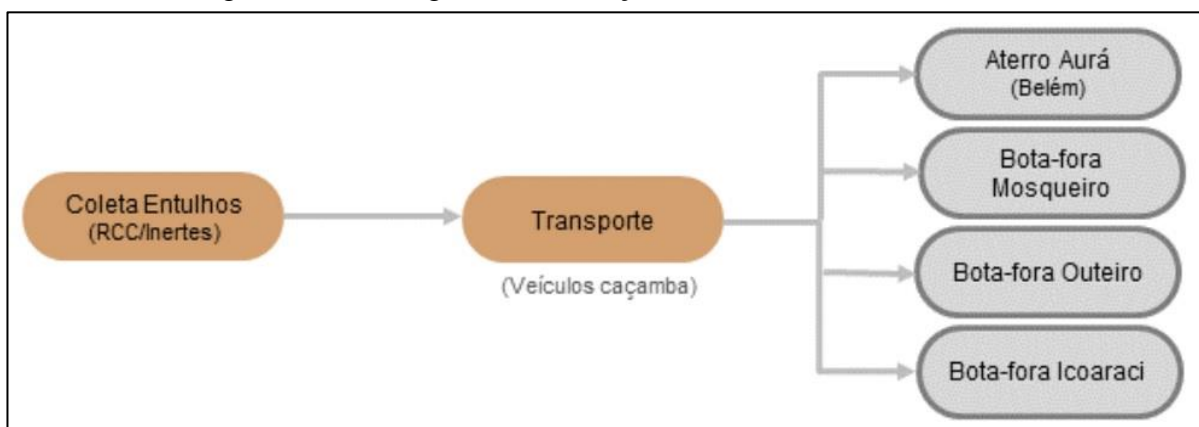 Coleta Entulhos
(RCC/Inertes)
Transporte
(Veículos caçamba)
Aterro Aurá
(Belém)
Bota-fora
Mosqueiro
Bota-fora Outeiro
Bota-fora Icoaraci